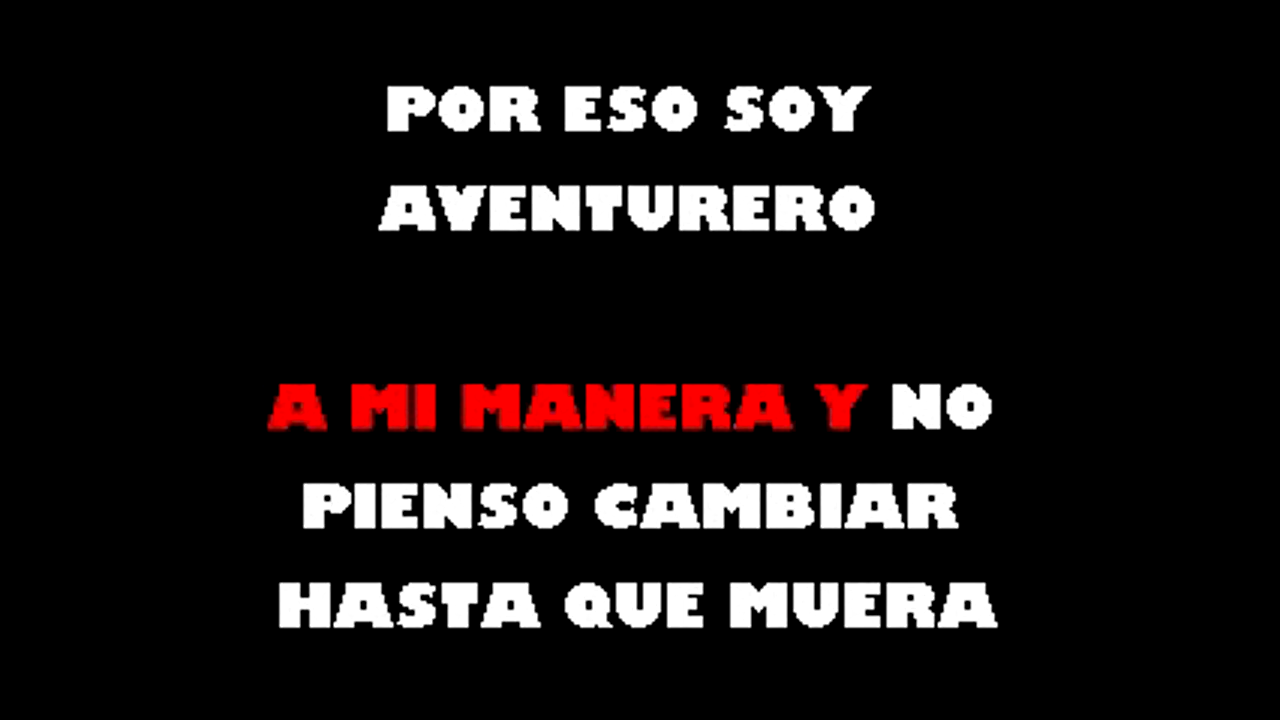 POR ESO SOY
AVENTURERO
A MI MANERA Y NO
PIENSO CAMBIAR
HASTA QUE MUERA